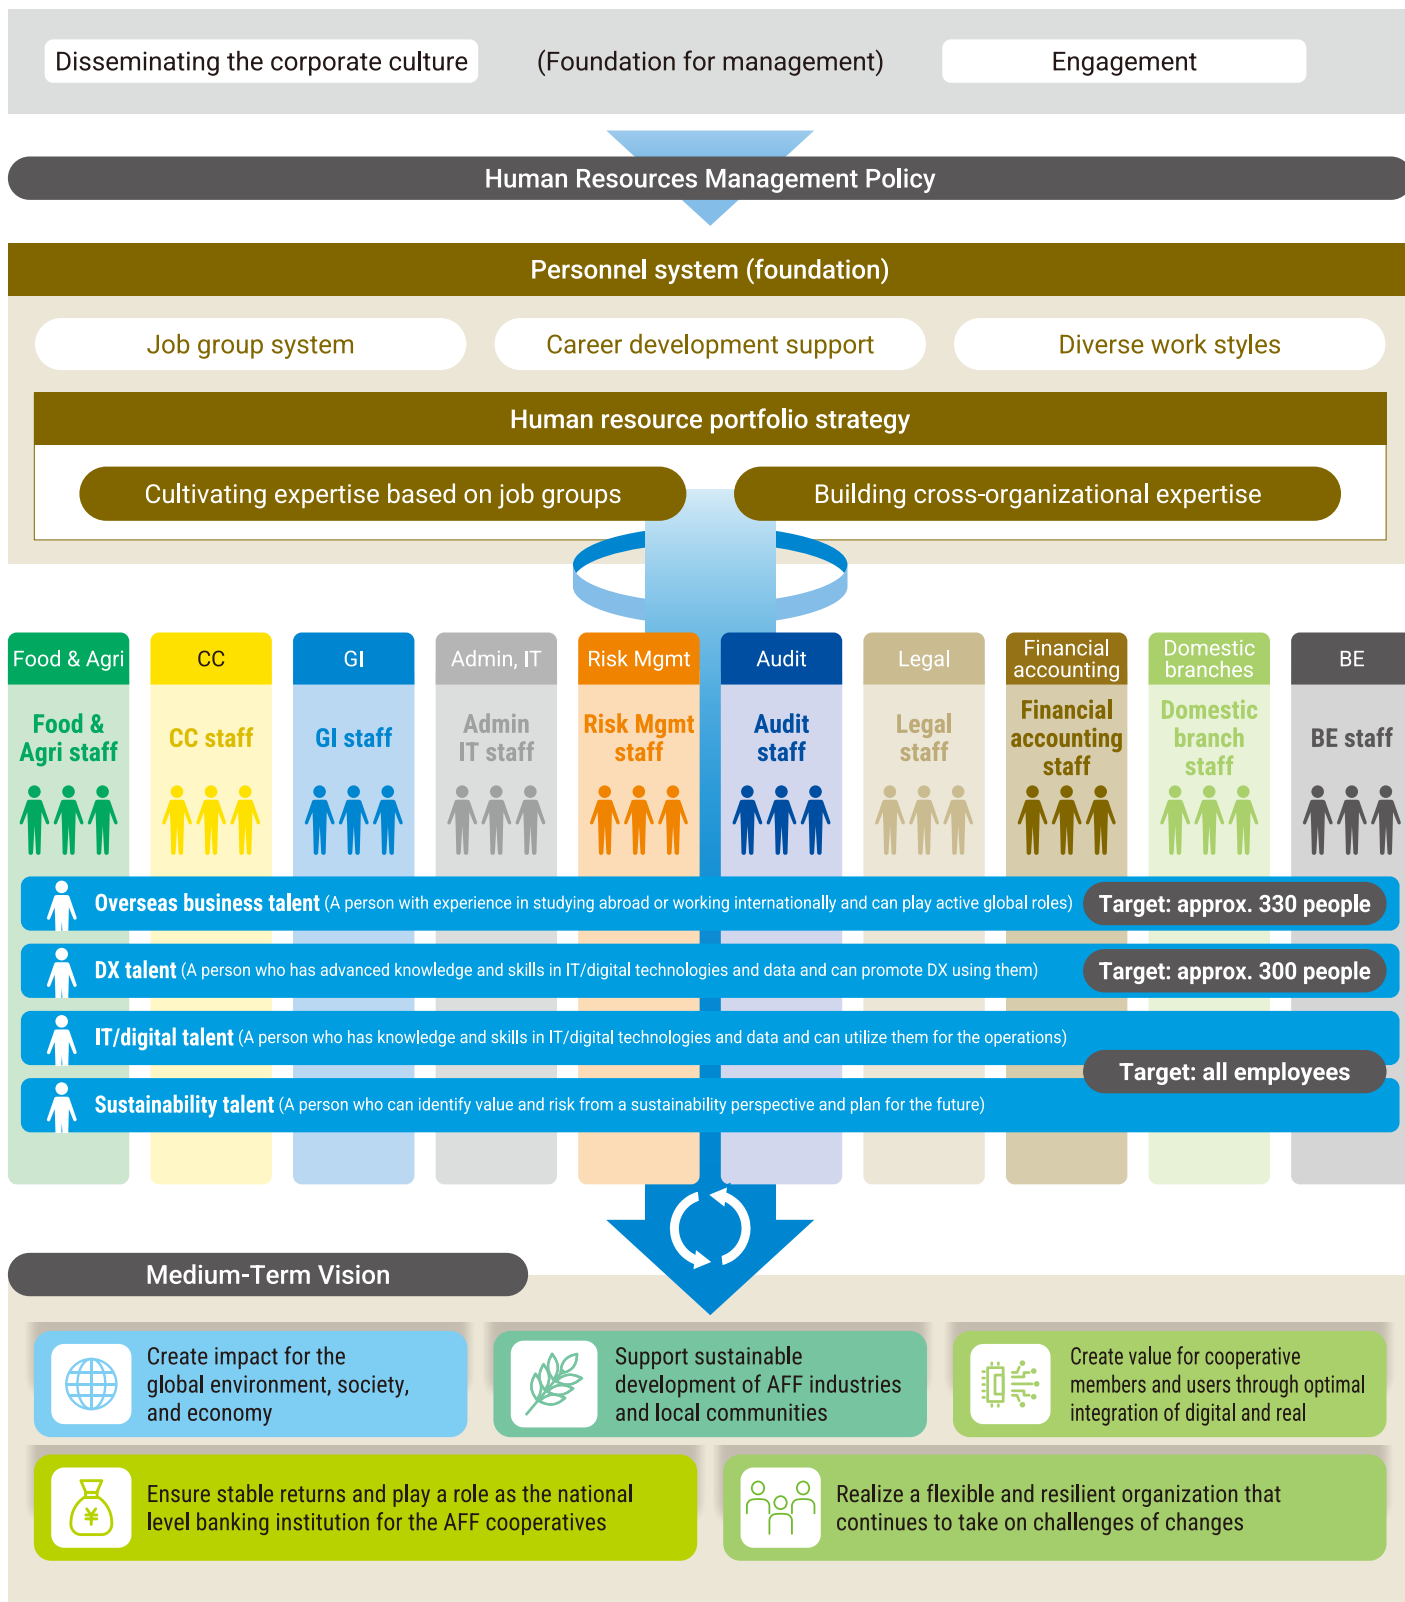 Disseminating the corporate culture
(Foundation for management)
Engagement
Human Resources Management Policy
Personnel system (foundation)
Job group system
Career development support
Diverse work styles
Human resource portfolio strategy
Cultivating expertise based on job groups
Building cross-organizational expertise
Food & Agri
CC
GI
Admin, IT
Risk Mgmt
Audit
Legal
Financial
accounting
Domestic
branches
BE
Food &
Agri staff
CC staff
GI staff
Admin
IT staff
Risk Mgmt
staff
Audit
staff
Legal
staff
Financial
accounting
staff
Domestic
branch
staff
BE staff
Overseas business talent (A person with experience in studying abroad or working internationally and can play active global roles)
Target: approx. 330 people
DX talent (A person who has advanced knowledge and skills in IT/digital technologies and data and can promote DX using them)
Target: approx. 300 people
IT/digital talent (A person who has knowledge and skills in IT/digital technologies and data and can utilize them for the operations)
Target: all employees
Sustainability talent (A person who can identify value and risk from a sustainability perspective and plan for the future)
Medium-Term Vision
Create impact for the
global environment, society,
and economy
Support sustainable
development of AFF industries
and local communities
Create value for cooperative
members and users through optimal
integration of digital and real
¥
Ensure stable returns and play a role as the national
level banking institution for the AFF cooperatives
Realize a flexible and resilient organization that
continues to take on challenges of changes